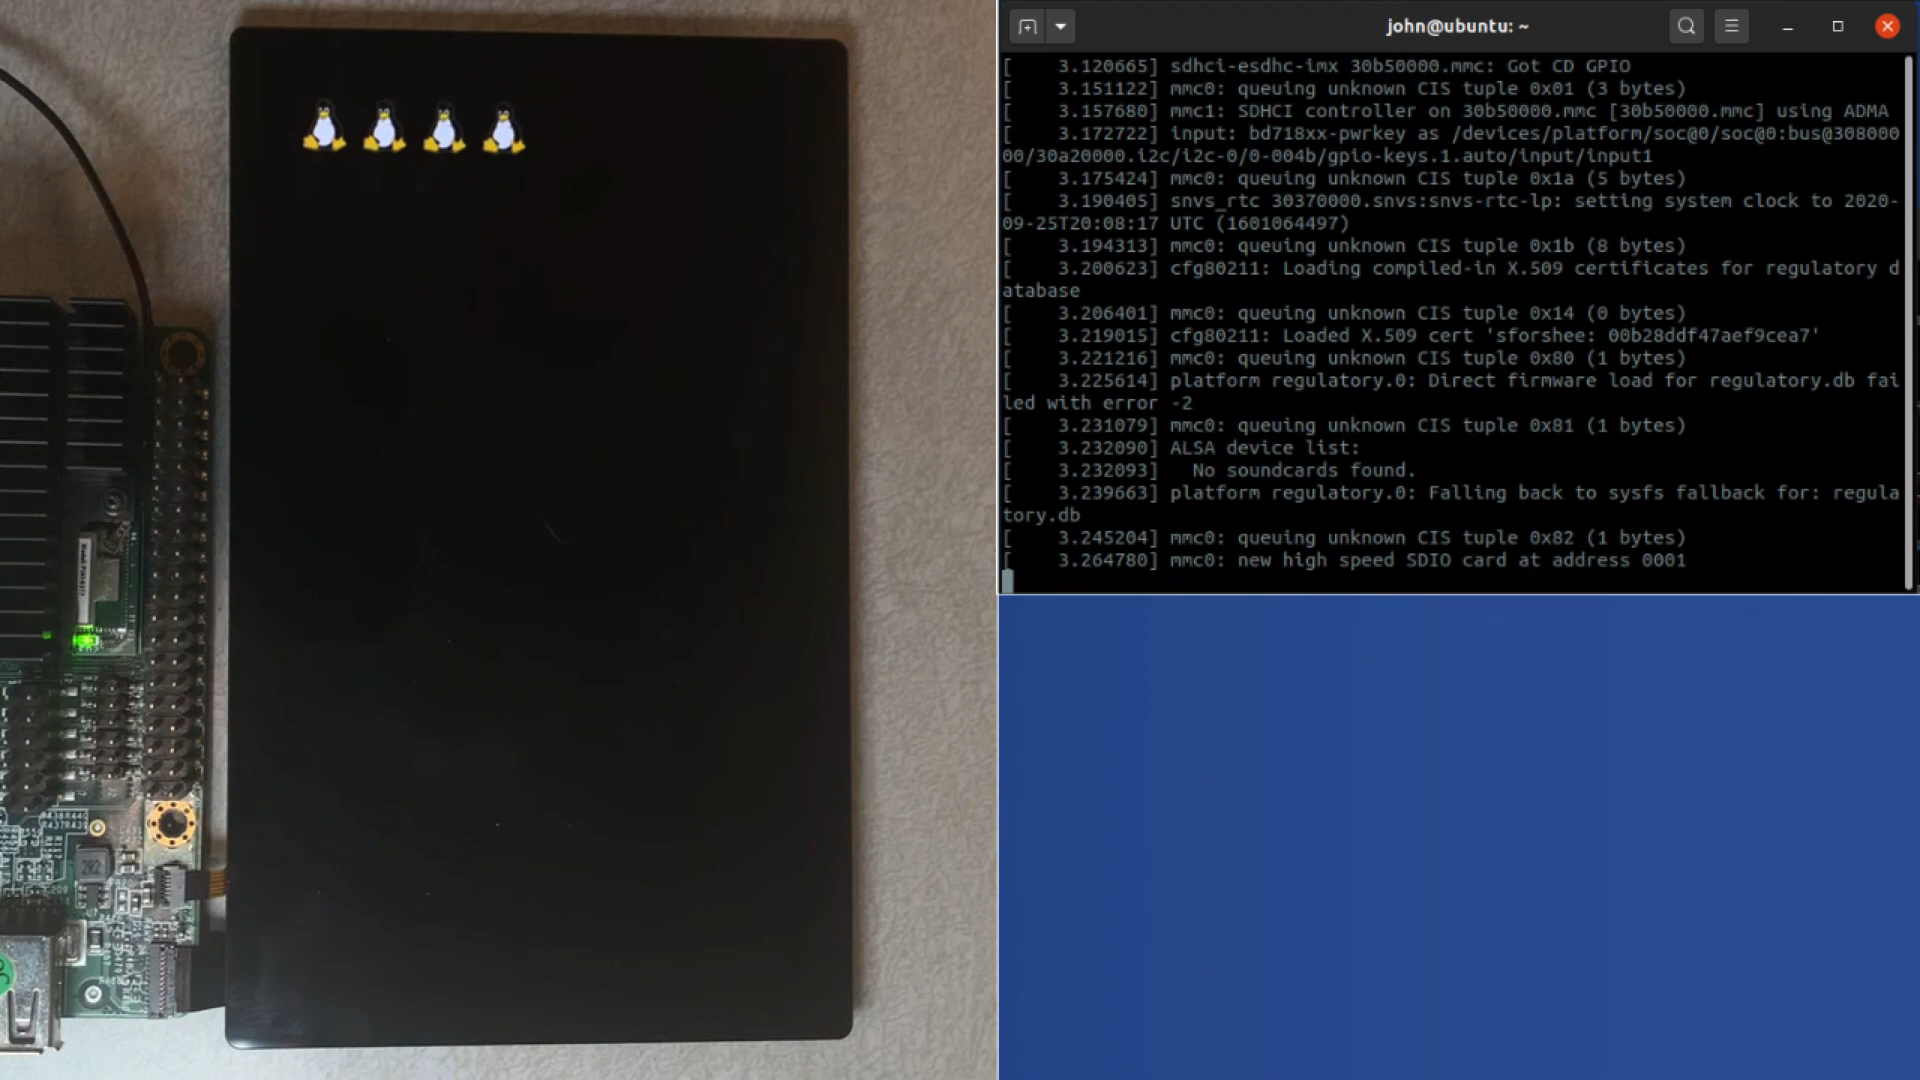 john@ubuntu: ~
[    3.120665] sdhci-esdhc-imx 30b50000.mmc: Got CD GPIO
[    3.151122] mmc0: queuing unknown CIS tuple 0x01 (3 bytes)
[    3.157680] mmc1: SDHCI controller on 30b50000.mmc [30b50000.mmc] using ADMA
[    3.172722] input: bd718xx-pwrkey as /devices/platform/soc@0/soc@0:bus@308000
00/30a20000.i2c/i2c-0/0-004b/gpio-keys.1.auto/input/input1
[    3.175424] mmc0: queuing unknown CIS tuple 0x1a (5 bytes)
[    3.190405] snvs_rtc 30370000.snvs:snvs-rtc-lp: setting system clock to 2020-
09-25T20:08:17 UTC (1601064497)
[    3.194313] mmc0: queuing unknown CIS tuple 0x1b (8 bytes)
[    3.200623] cfg80211: Loading compiled-in X.509 certificates for regulatory d
atabase
[    3.206401] mmc0: queuing unknown CIS tuple 0x14 (0 bytes)
[    3.219015] cfg80211: Loaded X.509 cert 'sforshee: 00b28ddf47aef9cea7'
[    3.221216] mmc0: queuing unknown CIS tuple 0x80 (1 bytes)
[    3.225614] platform regulatory.0: Direct firmware load for regulatory.db fai
led with error -2
[    3.231079] mmc0: queuing unknown CIS tuple 0x81 (1 bytes)
[    3.232090] ALSA device list:
[    3.232093]   No soundcards found.
[    3.239663] platform regulatory.0: Falling back to sysfs fallback for: regula
tory.db
[    3.245204] mmc0: queuing unknown CIS tuple 0x82 (1 bytes)
[    3.264780] mmc0: new high speed SDIO card at address 0001
2R2